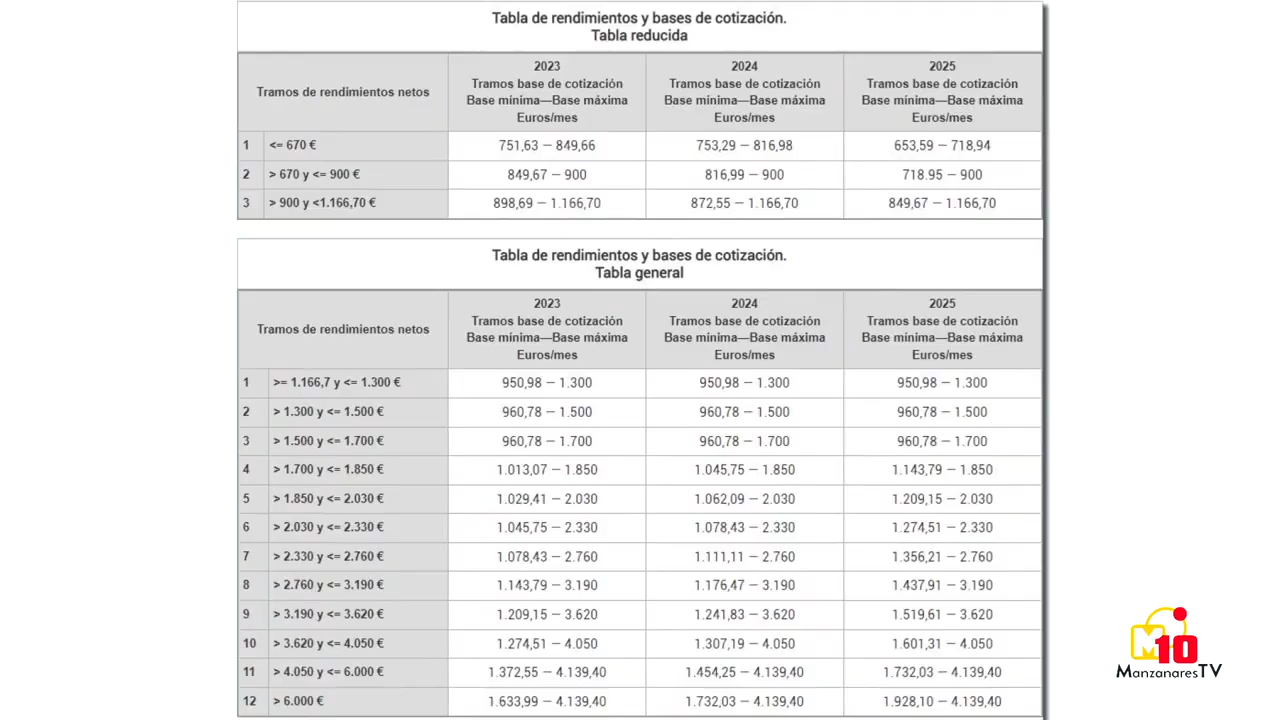 Tabla de rendimientos y bases de cotización.
Tabla reducida
Tramos de rendimientos netos
2023
Tramos base de cotización
Base mínima—Base máxima
Euros/mes
2024
Tramos base de cotización
Base mínima—Base máxima
Euros/mes
2025
Tramos base de cotización
Base mínima—Base máxima
Euros/mes
1 <= 670 € 751,63 — 849,66 753,29 — 816,98 653,59 — 718,94
2 > 670 y <= 900 € 849,67 — 900 816,99 — 900 718.95 — 900
3 > 900 y <1.166,70 € 898,69 — 1.166,70 872,55 — 1.166,70 849,67 — 1.166,70
Tabla de rendimientos y bases de cotización.
Tabla general
Tramos de rendimientos netos
2023
Tramos base de cotización
Base mínima—Base máxima
Euros/mes
2024
Tramos base de cotización
Base mínima—Base máxima
Euros/mes
2025
Tramos base de cotización
Base mínima—Base máxima
Euros/mes
1 >= 1.166,7 y <= 1.300 € 950,98 — 1.300 950,98 — 1.300 950,98 — 1.300
2 > 1.300 y <= 1.500 € 960,78 — 1.500 960,78 — 1.500 960,78 — 1.500
3 > 1.500 y <= 1.700 € 960,78 — 1.700 960,78 — 1.700 960,78 — 1.700
4 > 1.700 y <= 1.850 € 1.013,07 — 1.850 1.045,75 — 1.850 1.143,79 — 1.850
5 > 1.850 y <= 2.030 € 1.029,41 — 2.030 1.062,09 — 2.030 1.209,15 — 2.030
6 > 2.030 y <= 2.330 € 1.045,75 — 2.330 1.078,43 — 2.330 1.274,51 — 2.330
7 > 2.330 y <= 2.760 € 1.078,43 — 2.760 1.111,11 — 2.760 1.356,21 — 2.760
8 > 2.760 y <= 3.190 € 1.143,79 — 3.190 1.176,47 — 3.190 1.437,91 — 3.190
9 > 3.190 y <= 3.620 € 1.209,15 — 3.620 1.241,83 — 3.620 1.519,61 — 3.620
10 > 3.620 y <= 4.050 € 1.274,51 — 4.050 1.307,19 — 4.050 1.601,31 — 4.050
11 > 4.050 y <= 6.000 € 1.372,55 — 4.139,40 1.454,25 — 4.139,40 1.732,03 — 4.139,40
12 > 6.000 € 1.633,99 — 4.139,40 1.732,03 — 4.139,40 1.928,10 — 4.139,40
M10
MANZANARESTV